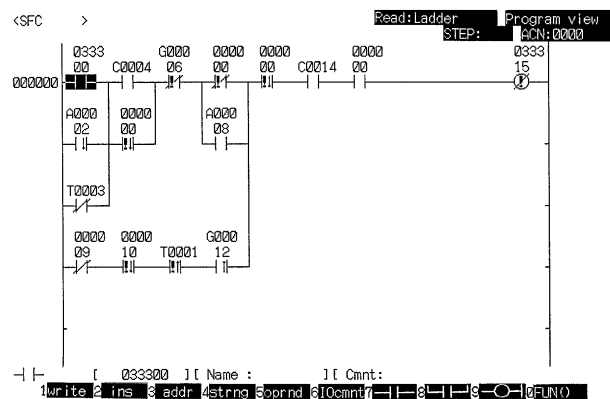 <SFC > Read:Ladder Program view
STEP: ACN:0000
0333 G000 0000 0000 0000 0333
00 C0004 06 00 00 C0014 00 15
000000
A000 0000 A000
02 00 08
T0003
0000 0000 G000
09 10 T0001 12
[ 033300 ][ Name : ][ Cmnt:
1write 2 ins 3 addr 4strng 5oprnd 6IOcmnt7 8 9 0FUN()